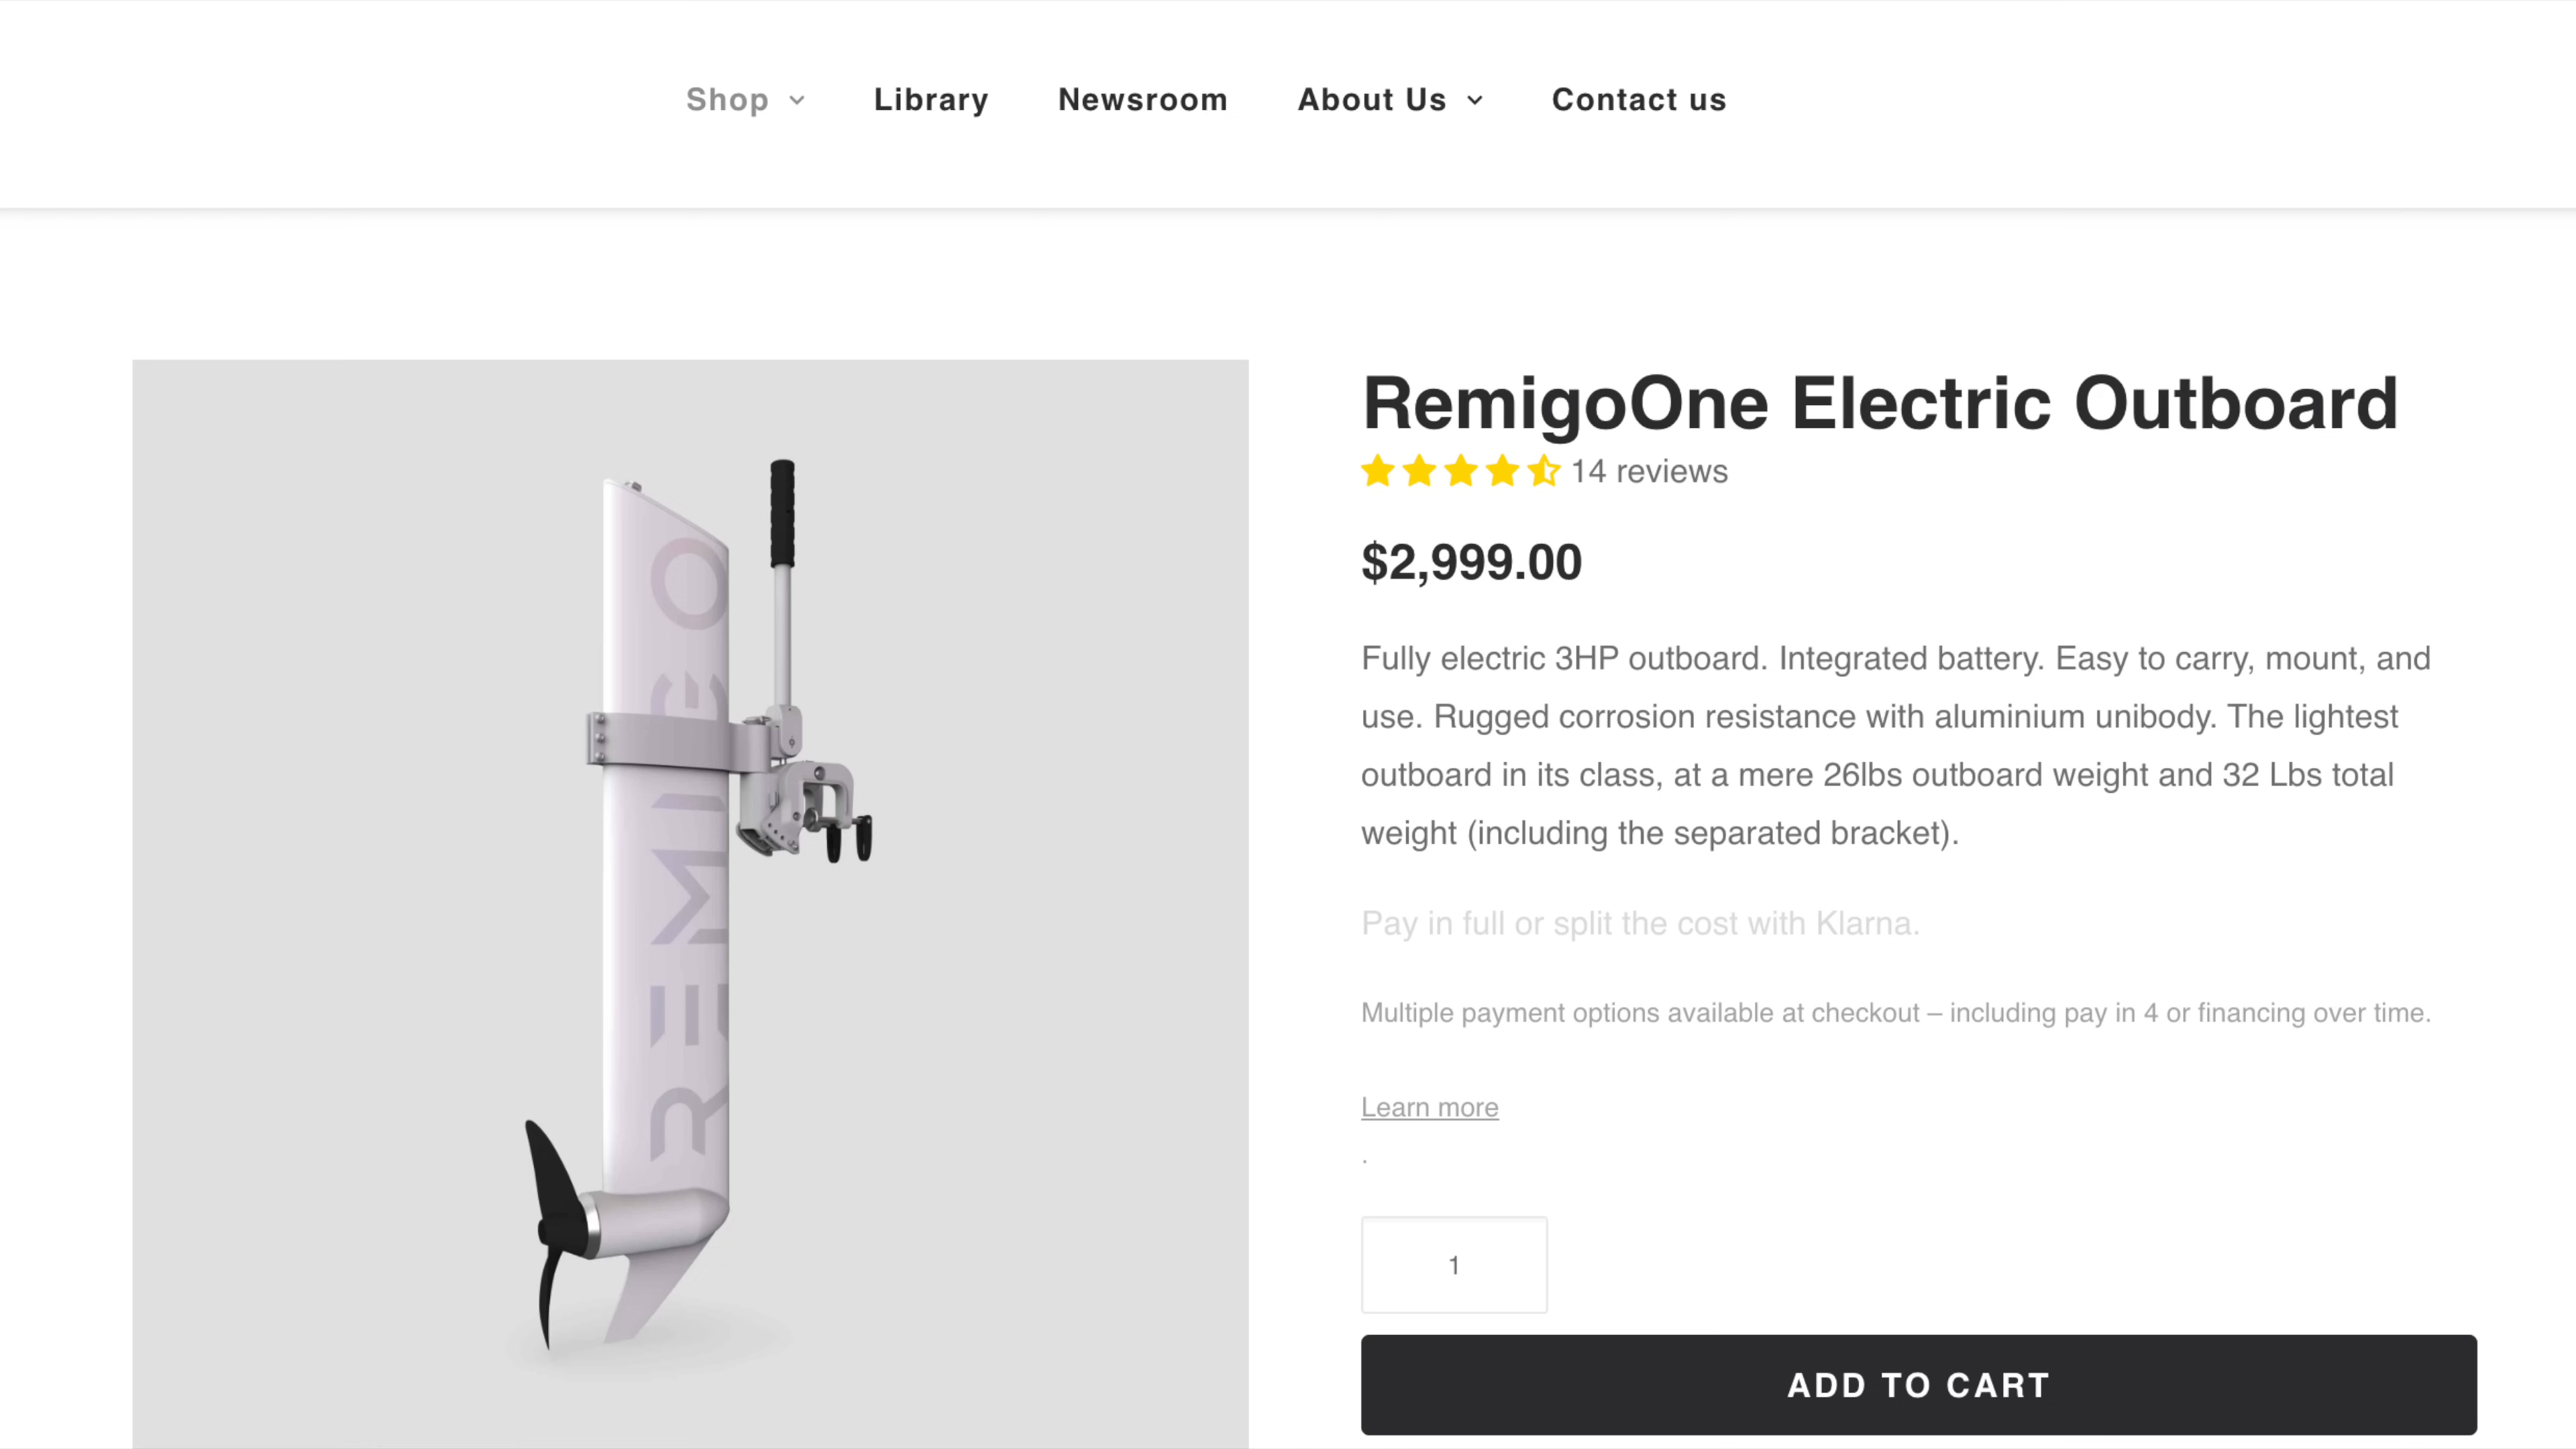 Shop
Library
Newsroom
About Us
Contact us
REMIGO
RemigoOne Electric Outboard
14 reviews
$2,999.00
Fully electric 3HP outboard. Integrated battery. Easy to carry, mount, and
use. Rugged corrosion resistance with aluminium unibody. The lightest
outboard in its class, at a mere 26lbs outboard weight and 32 Lbs total
weight (including the separated bracket).
Pay in full or split the cost with Klarna.
Multiple payment options available at checkout – including pay in 4 or financing over time.
Learn more
.
1
ADD TO CART